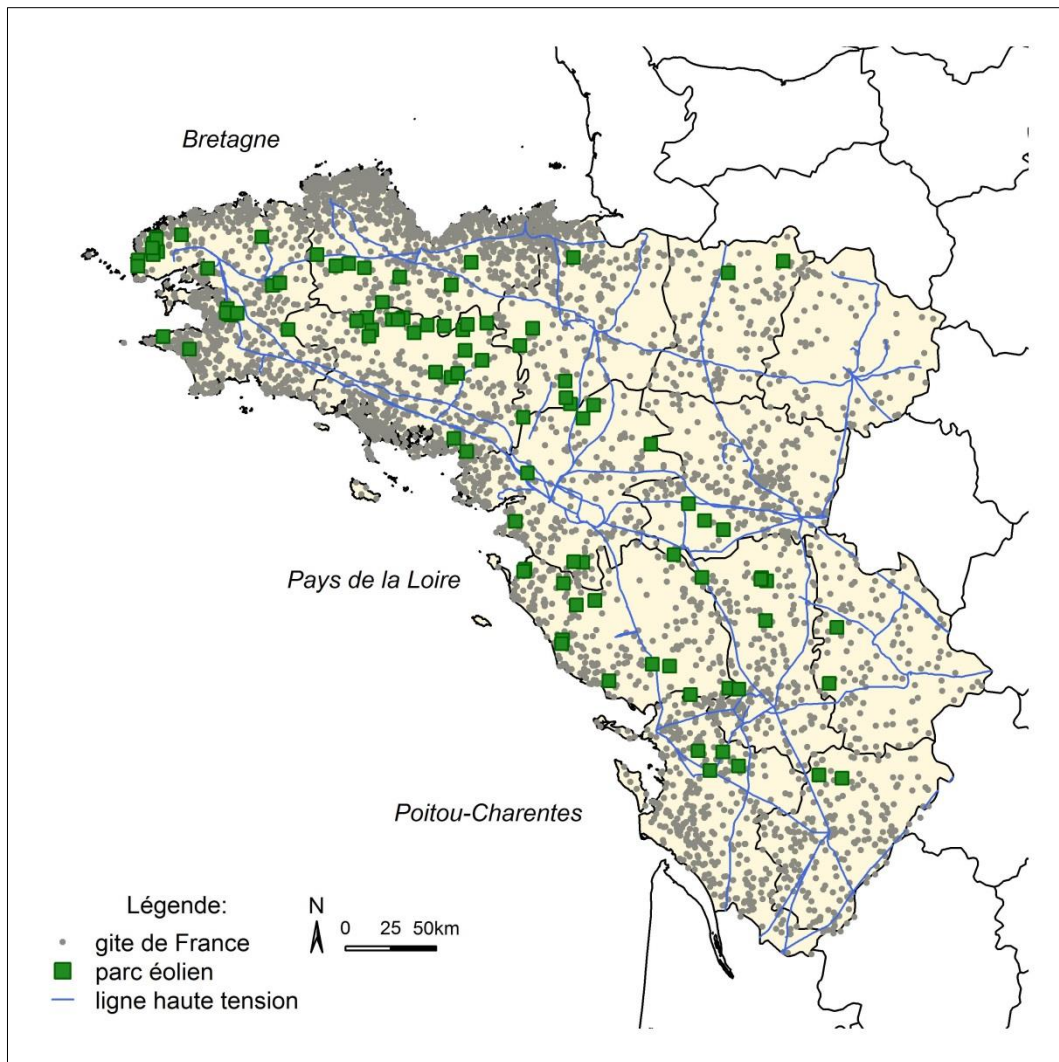 Bretagne
Pays de la Loire
Poitou-Charentes
Légende:
gite de France
parc éolien
ligne haute tension
N
0 25 50km